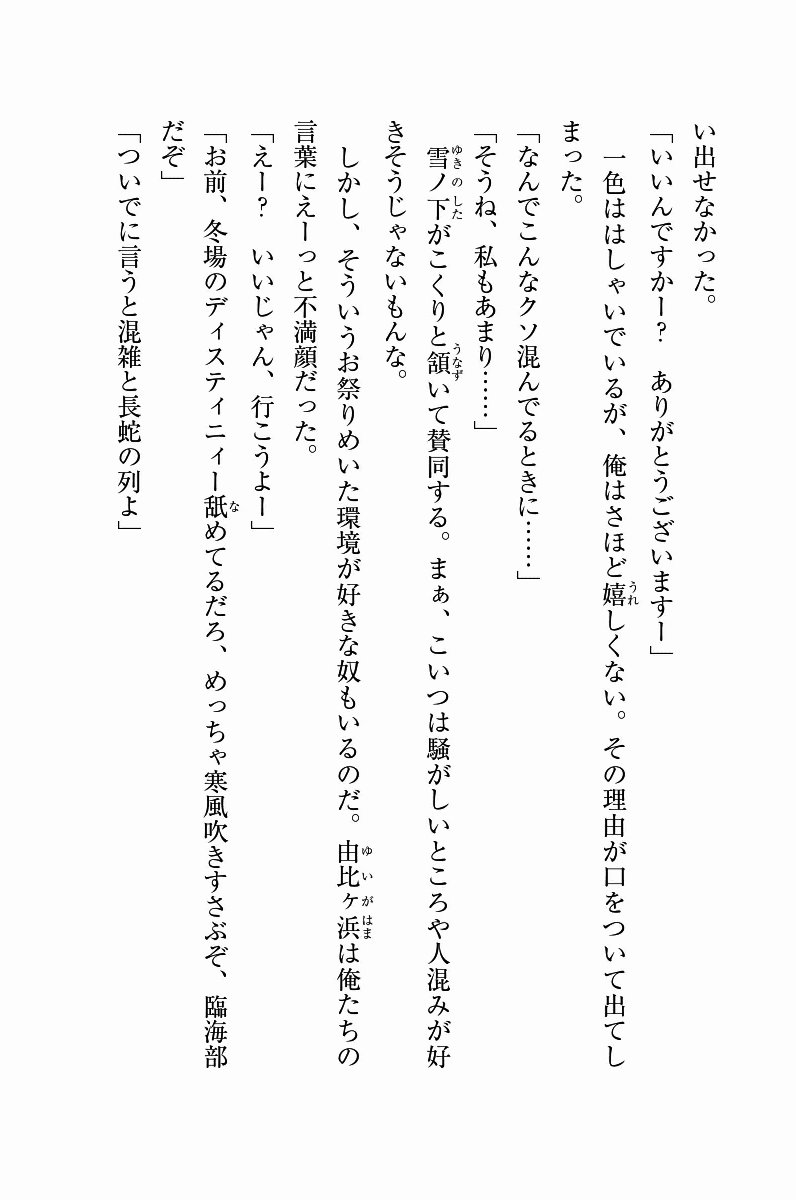 い出せなかった。
「いいんですかー？　ありがとうございますー」
　一色ははしゃいでいるが、俺はさほど嬉しくない。その理由が口をついて出てし
まった。
「なんでこんなクソ混んでるときに……」
「そうね、私もあまり……」
　雪ノ下がこくりと頷いて賛同する。まぁ、こいつは騒がしいところや人混みが好
きそうじゃないもんな。
　しかし、そういうお祭りめいた環境が好きな奴もいるのだ。由比ヶ浜は俺たちの
言葉にえーっと不満顔だった。
「えー？　いいじゃん、行こうよー」
「お前、冬場のディスティニィー舐めてるだろ、めっちゃ寒風吹きすさぶぞ、臨海部
だぞ」
「ついでに言うと混雑と長蛇の列よ」